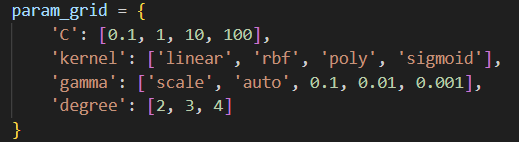 param_grid = {
    'C': [0.1, 1, 10, 100],
    'kernel': ['linear', 'rbf', 'poly', 'sigmoid'],
    'gamma': ['scale', 'auto', 0.1, 0.01, 0.001],
    'degree': [2, 3, 4]
}